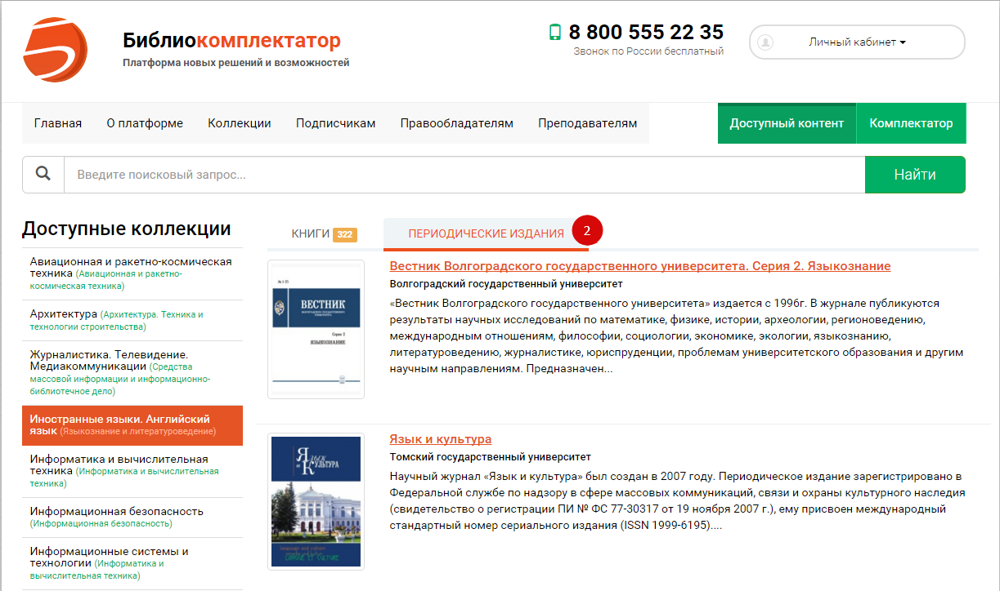 Библиокомплектатор
Платформа новых решений и возможностей
8 800 555 22 35
Звонок по России бесплатный
Личный кабинет
Главная О платформе Коллекции Подписчикам Правообладателям Преподавателям
Доступный контент Комплектатор
Введите поисковый запрос...
Найти
Доступные коллекции
Авиационная и ракетно-космическая
техника (Авиационная и ракетно-
космическая техника)
Архитектура (Архитектура. Техника и
технологии строительства)
Журналистика. Телевидение.
Медиакоммуникации (Средства
массовой информации и информационно-
библиотечное дело)
Иностранные языки. Английский
язык (Языкознание и литературоведение)
Информатика и вычислительная
техника (Информатика и вычислительная
техника)
Информационная безопасность
(Информационная безопасность)
Информационные системы и
технологии (Информатика и
вычислительная техника)
КНИГИ 322
ПЕРИОДИЧЕСКИЕ ИЗДАНИЯ
2
ВЕСТНИК
Серия 2
ЯЗЫКОЗНАНИЕ
Вестник Волгоградского государственного университета. Серия 2. Языкознание
Волгоградский государственный университет
«Вестник Волгоградского государственного университета» издается с 1996г. В журнале публикуются
результаты научных исследований по математике, физике, истории, археологии, регионоведению,
международным отношениям, философии, социологии, экономике, экологии, языкознанию,
литературоведению, журналистике, юриспруденции, проблемам университетского образования и другим
научным направлениям. Предназначен...
Язык
и Культура
Язык и культура
Томский государственный университет
Научный журнал «Язык и культура» был создан в 2007 году. Периодическое издание зарегистрировано в
Федеральной службе по надзору в сфере массовых коммуникаций, связи и охраны культурного наследия
(свидетельство о регистрации ПИ № ФС 77-30317 от 19 ноября 2007 г.), ему присвоен международный
стандартный номер сериального издания (ISSN 1999-6195)....